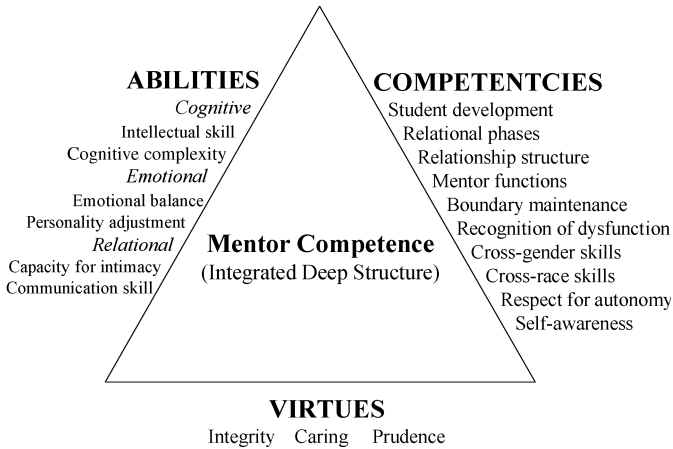 ABILITIES
Cognitive
Intellectual skill
Cognitive complexity
Emotional
Emotional balance
Personality adjustment
Relational
Capacity for intimacy
Communication skill
COMPETENTCIES
Student development
Relational phases
Relationship structure
Mentor functions
Boundary maintenance
Recognition of dysfunction
Cross-gender skills
Cross-race skills
Respect for autonomy
Self-awareness
Mentor Competence
(Integrated Deep Structure)
VIRTUES
Integrity Caring Prudence